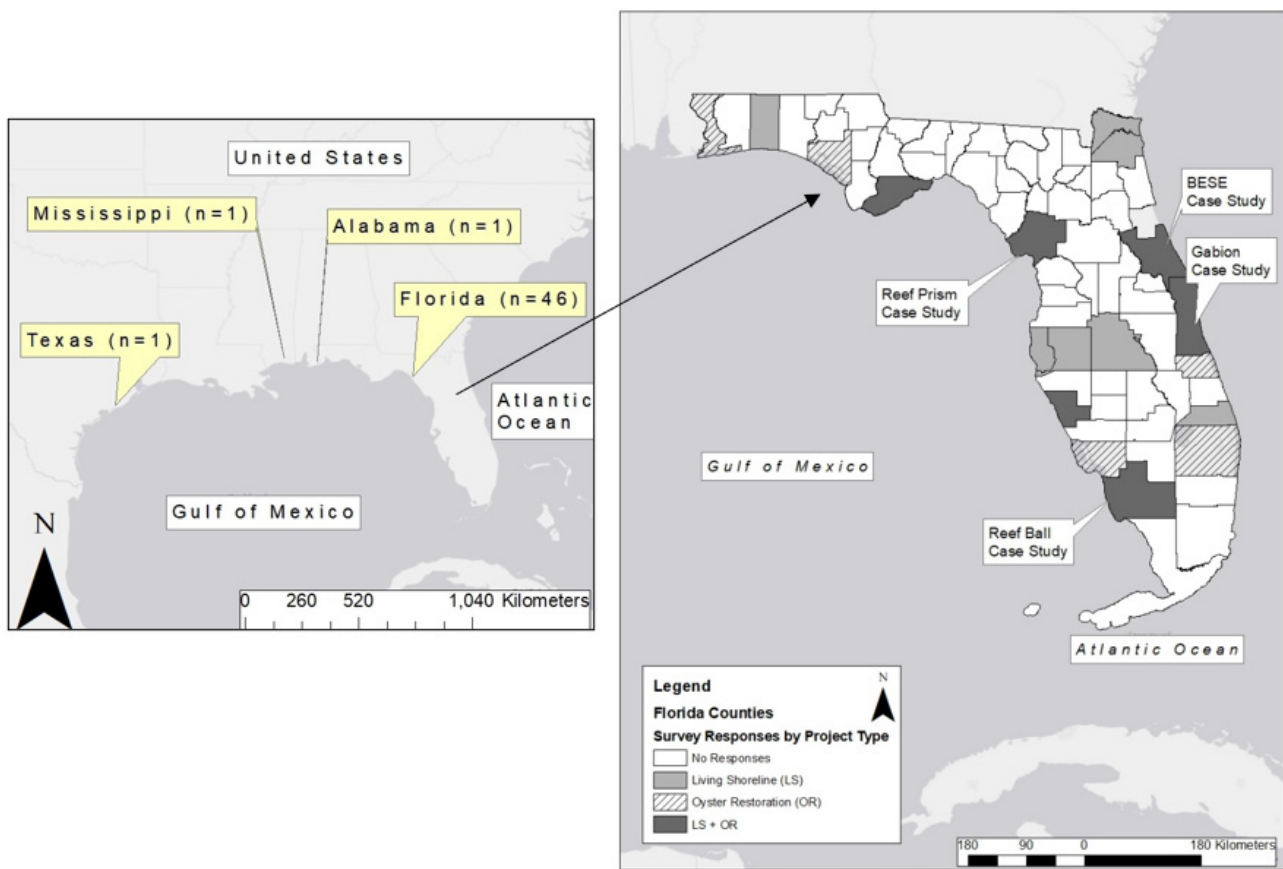 United States
Mississippi (n=1)
Alabama (n=1)
Florida (n=46)
Texas (n=1)
Atlantic
Ocean
Gulf of Mexico
N
0 260 520 1,040 Kilometers
BESE
Case Study
Gabion
Case Study
Reef Prism
Case Study
Gulf of Mexico
Reef Ball
Case Study
Atlantic Ocean
Legend
N
Florida Counties
Survey Responses by Project Type
No Responses
Living Shoreline (LS)
Oyster Restoration (OR)
LS + OR
180 90 0 180 Kilometers